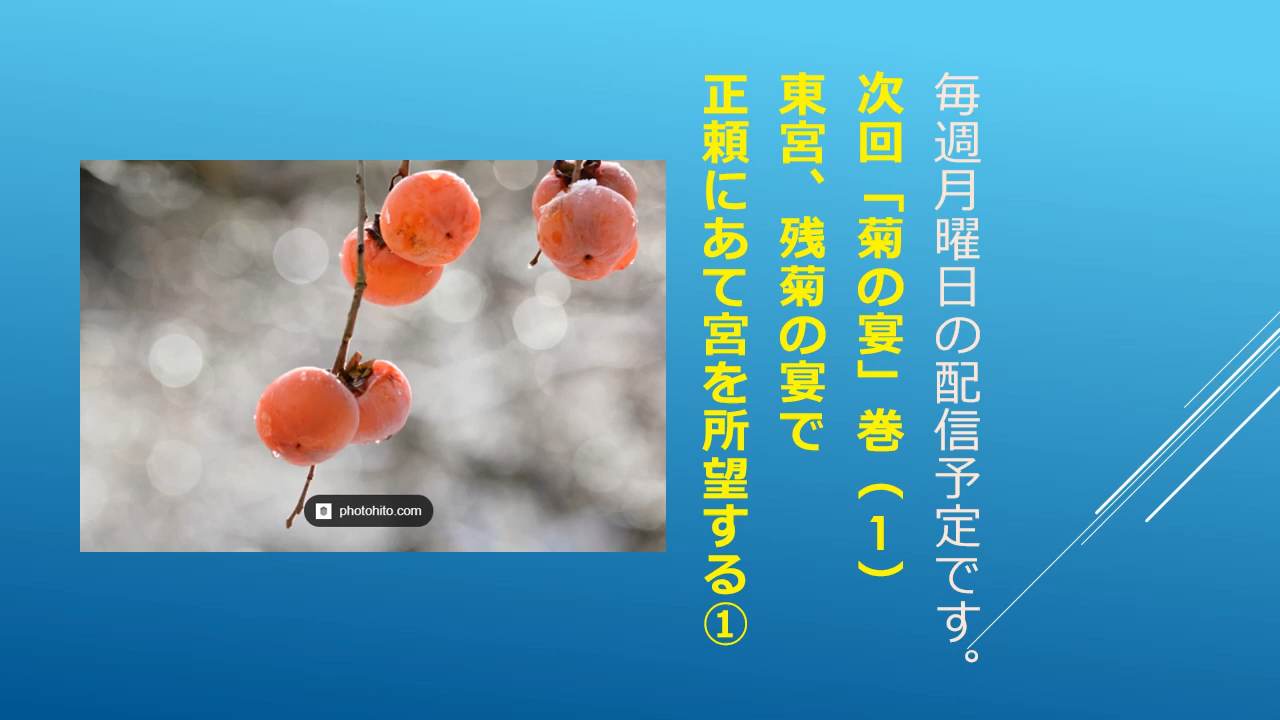 毎週月曜日の配信予定です。
次回「菊の宴」巻（１）
東宮、残菊の宴で
正頼にあて宮を所望する①
photohito.com